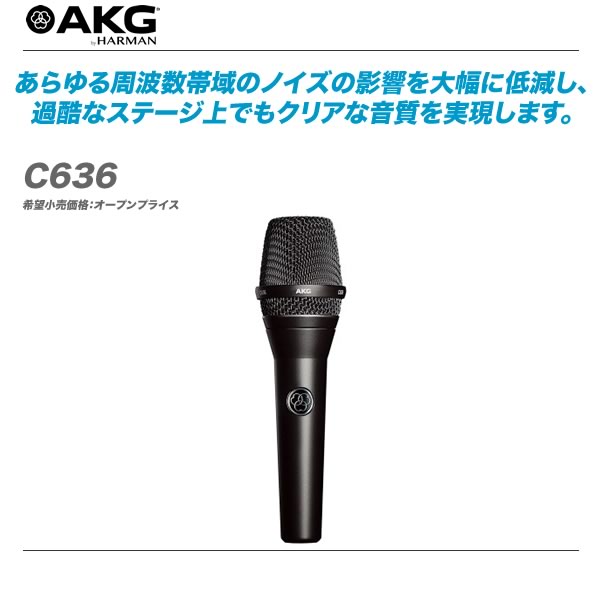 AKG
by HARMAN
あらゆる周波数帯域のノイズの影響を大幅に低減し、
過酷なステージ上でもクリアな音質を実現します。
C636
希望小売価格：オープンプライス
AKG